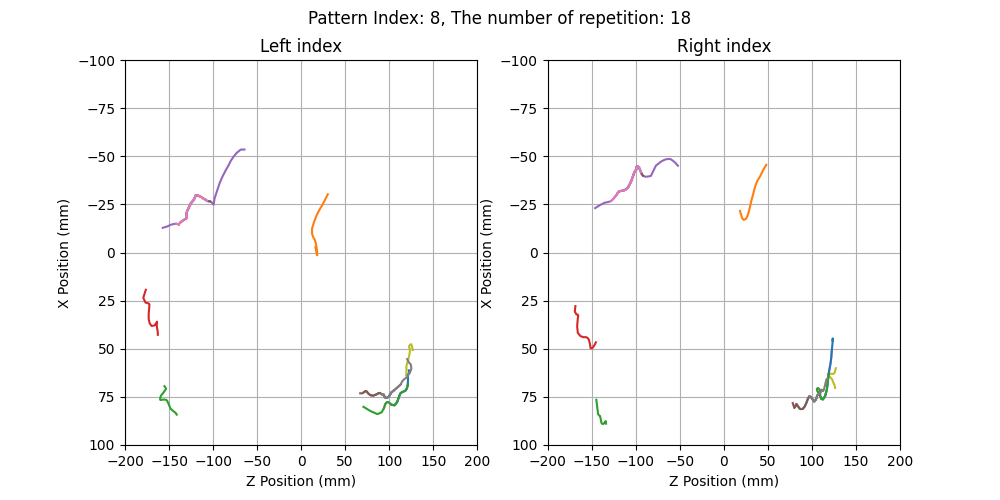 Pattern Index: 8, The number of repetition: 18
Left index
Right index
−100
−75
−50
−25
0
25
50
75
100
−200 −150 −100 −50 0 50 100 150 200
X Position (mm)
Z Position (mm)
−100
−75
−50
−25
0
25
50
75
100
−200 −150 −100 −50 0 50 100 150 200
X Position (mm)
Z Position (mm)